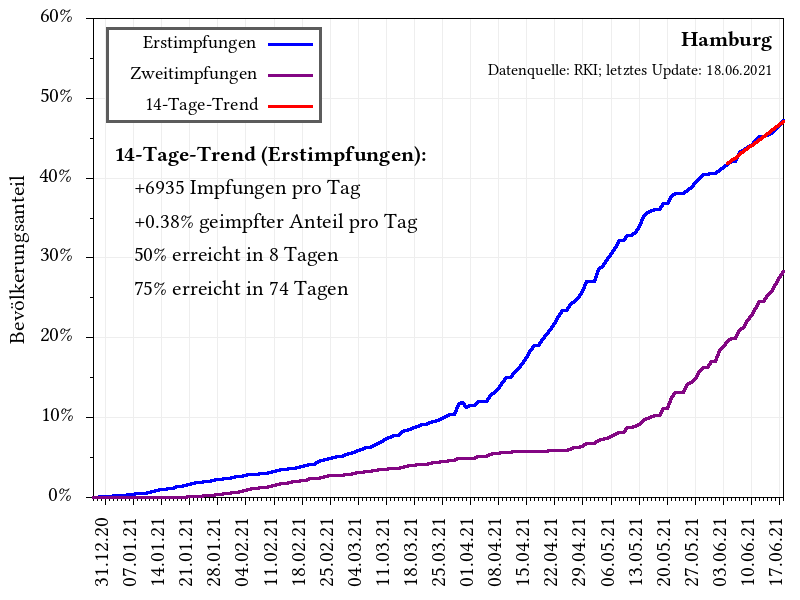 Hamburg
Datenquelle: RKI; letztes Update: 18.06.2021
Erstimpfungen
Zweitimpfungen
14-Tage-Trend
14-Tage-Trend (Erstimpfungen):
+6935 Impfungen pro Tag
+0.38% geimpfter Anteil pro Tag
50% erreicht in 8 Tagen
75% erreicht in 74 Tagen
Bevölkerungsanteil
60%
50%
40%
30%
20%
10%
0%
31.12.20
07.01.21
14.01.21
21.01.21
28.01.21
04.02.21
11.02.21
18.02.21
25.02.21
04.03.21
11.03.21
18.03.21
25.03.21
01.04.21
08.04.21
15.04.21
22.04.21
29.04.21
06.05.21
13.05.21
20.05.21
27.05.21
03.06.21
10.06.21
17.06.21